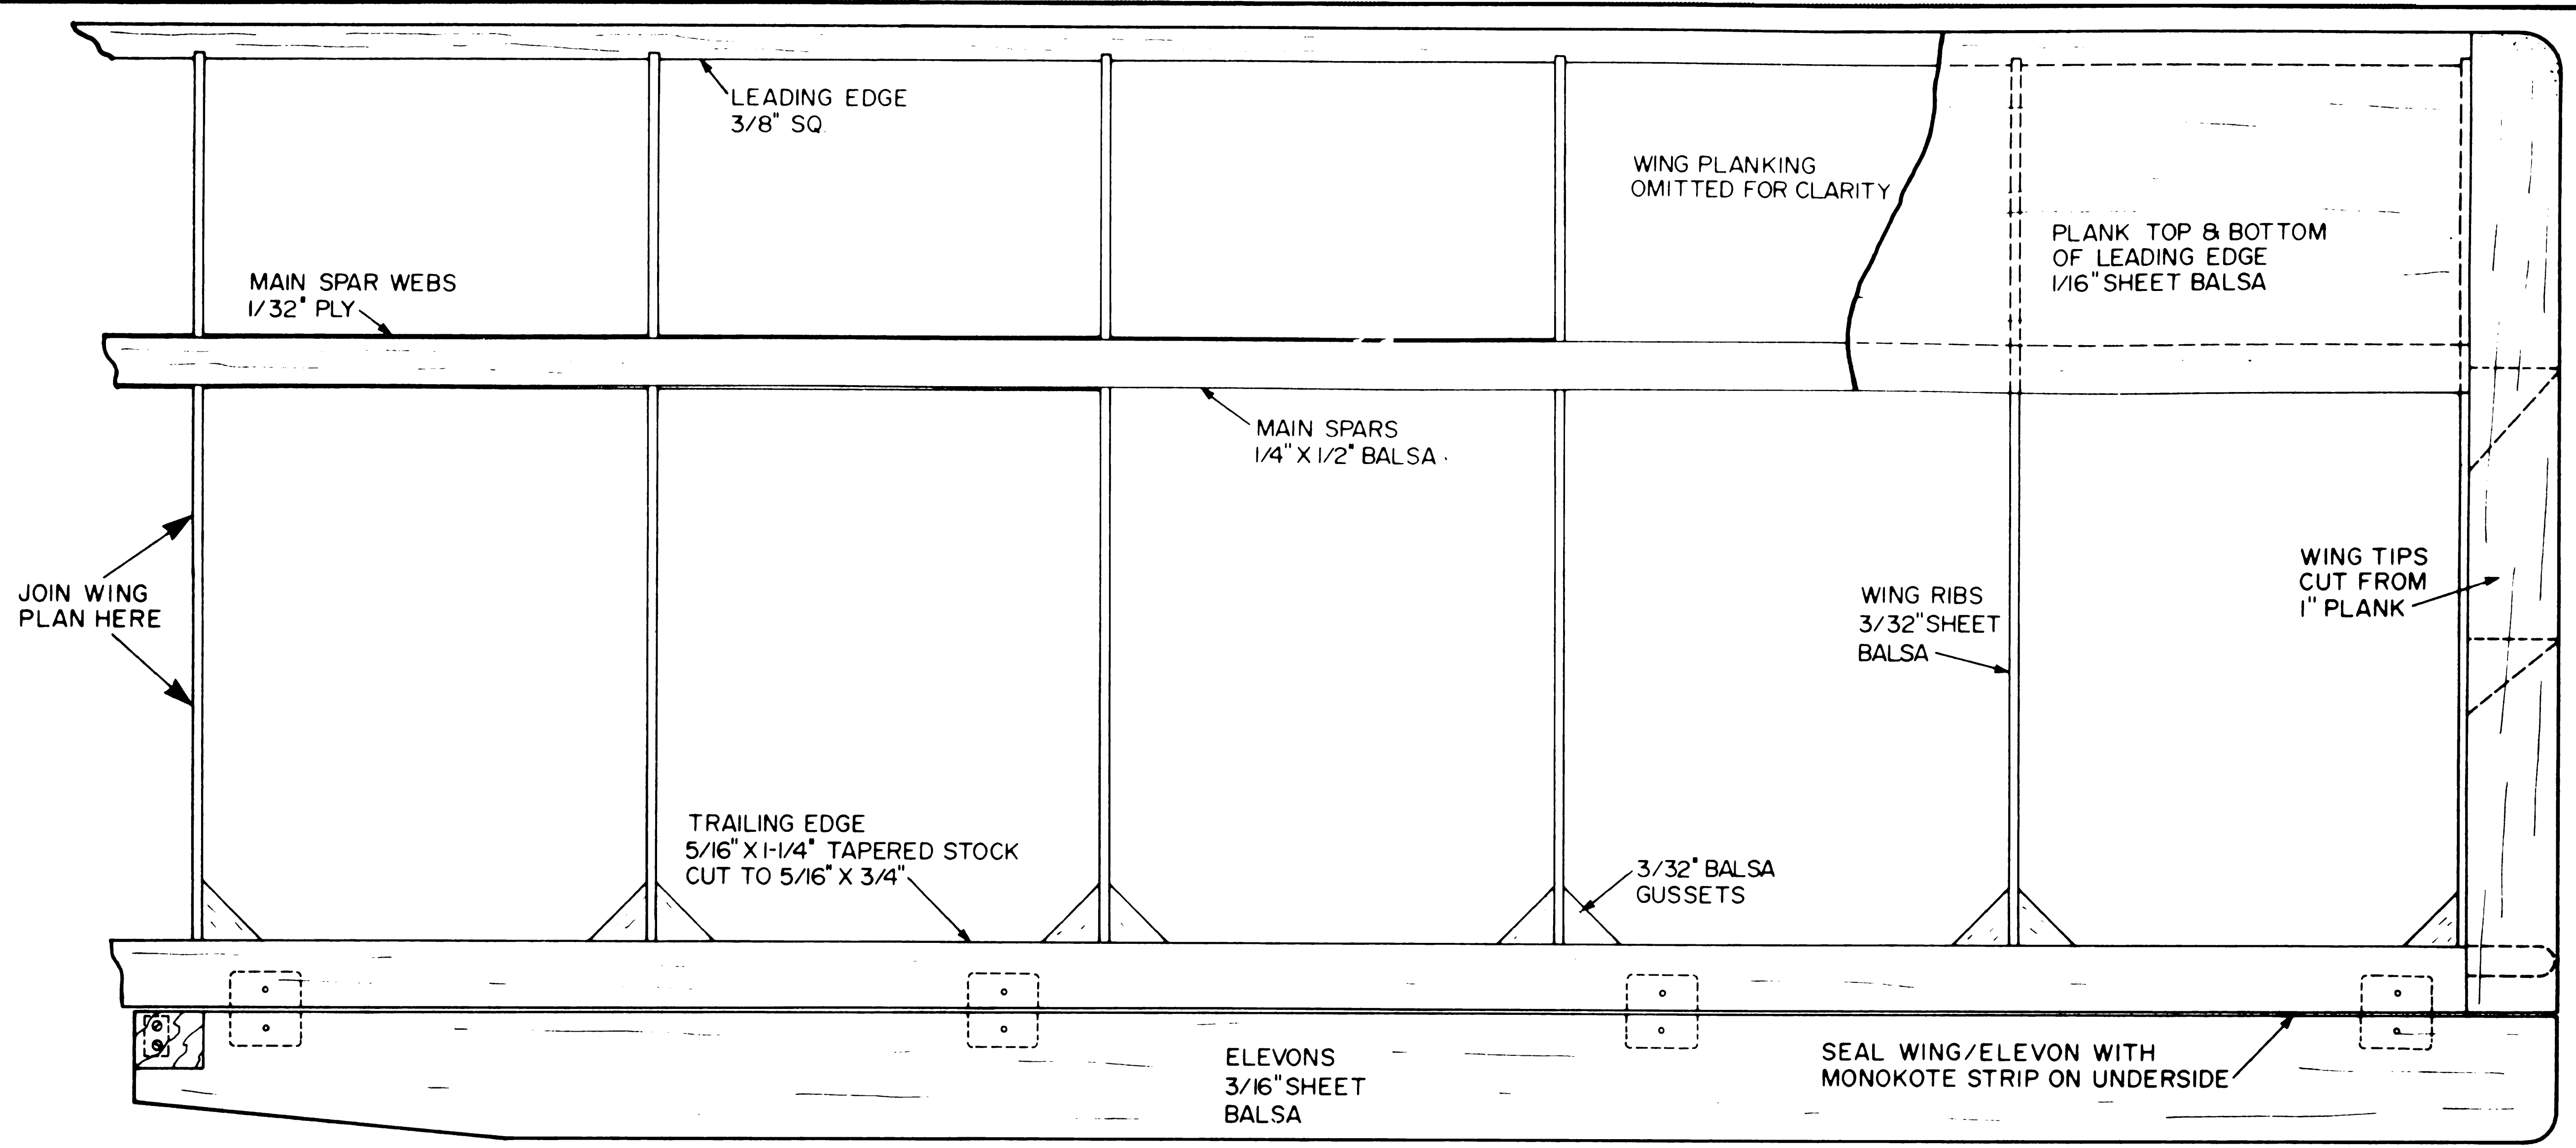 LEADING EDGE
3/8" SQ.
WING PLANKING
OMITTED FOR CLARITY
PLANK TOP & BOTTOM
OF LEADING EDGE
1/16" SHEET BALSA
MAIN SPAR WEBS
1/32" PLY
MAIN SPARS
1/4" X 1/2" BALSA
JOIN WING
PLAN HERE
WING RIBS
3/32" SHEET
BALSA
WING TIPS
CUT FROM
1" PLANK
TRAILING EDGE
5/16" X 1-1/4" TAPERED STOCK
CUT TO 5/16" X 3/4"
3/32" BALSA
GUSSETS
ELEVONS
3/16" SHEET
BALSA
SEAL WING/ELEVON WITH
MONOKOTE STRIP ON UNDERSIDE